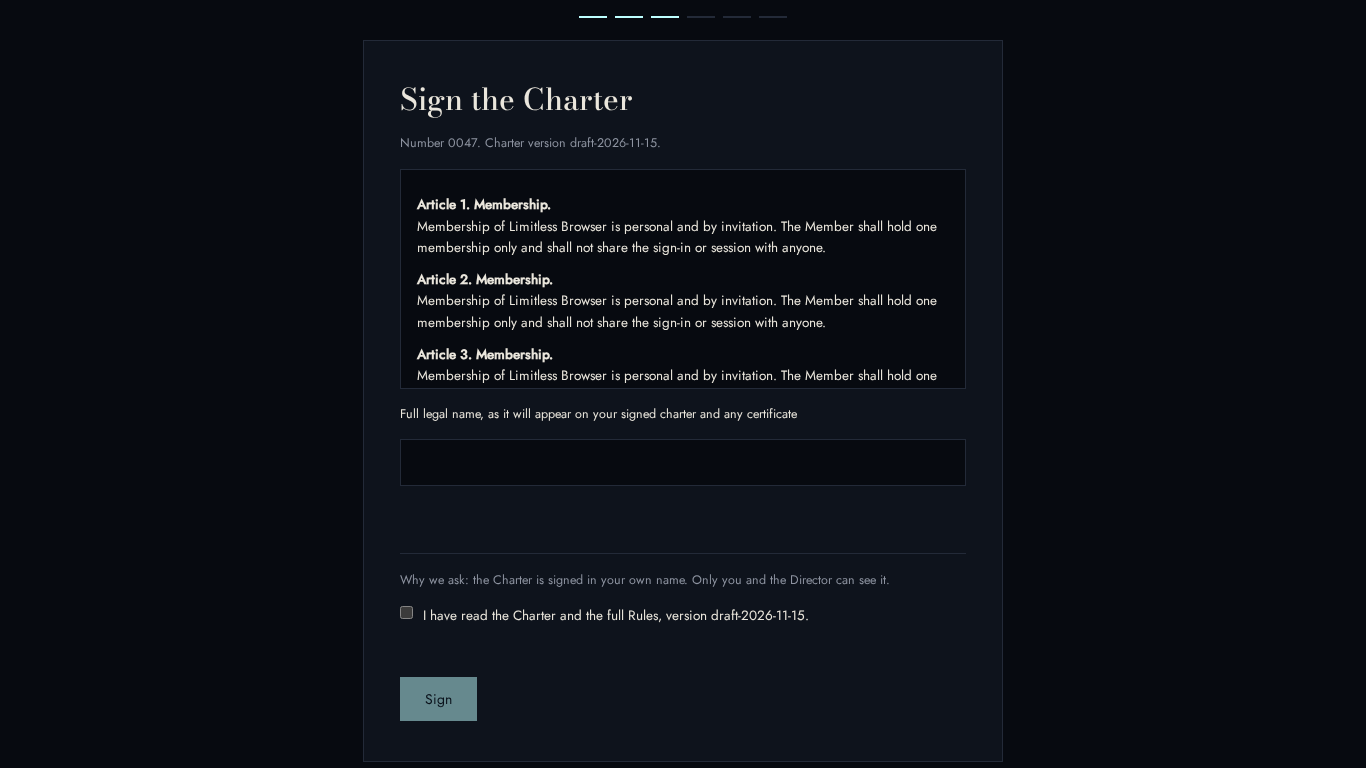 Sign the Charter
Number 0047. Charter version draft-2026-11-15.
Article 1. Membership.
Membership of Limitless Browser is personal and by invitation. The Member shall hold one
membership only and shall not share the sign-in or session with anyone.
Article 2. Membership.
Membership of Limitless Browser is personal and by invitation. The Member shall hold one
membership only and shall not share the sign-in or session with anyone.
Article 3. Membership.
Membership of Limitless Browser is personal and by invitation. The Member shall hold one
Full legal name, as it will appear on your signed charter and any certificate
Why we ask: the Charter is signed in your own name. Only you and the Director can see it.
I have read the Charter and the full Rules, version draft-2026-11-15.
Sign